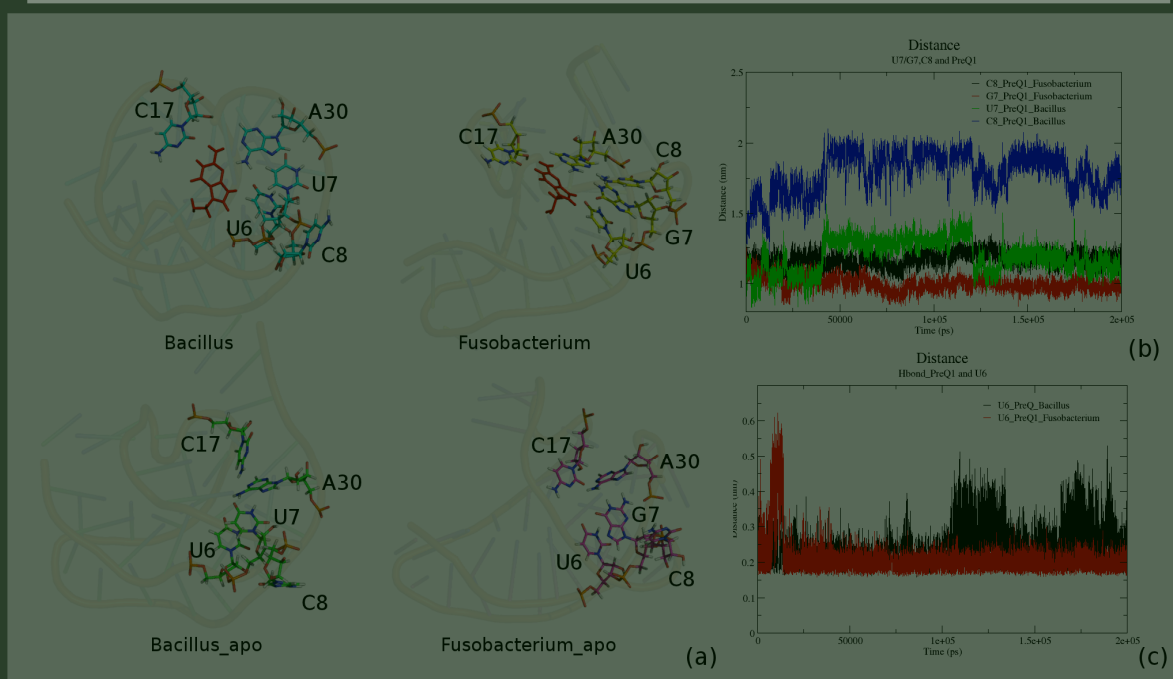 C17
A30
U7
U6
C8
Bacillus
C17
A30
C8
G7
U6
Fusobacterium
C17
A30
U7
U6
C8
Bacillus_apo
C17
A30
G7
U6
C8
Fusobacterium_apo
(a)
Distance
U7/G7,C8 and PreQ1
C8_PreQ1_Fusobacterium
G7_PreQ1_Fusobacterium
U7_PreQ1_Bacillus
C8_PreQ1_Bacillus
Distance (nm)
2.5
2
1.5
1
0 50000 1e+05 1.5e+05 2e+05
Time (ps)
(b)
Distance
Hbond_PreQ1 and U6
U6_PreQ_Bacillus
U6_PreQ1_Fusobacterium
Distance (nm)
0.6
0.5
0.4
0.3
0.2
0.1
0
0 50000 1e+05 1.5e+05 2e+05
Time (ps)
(c)